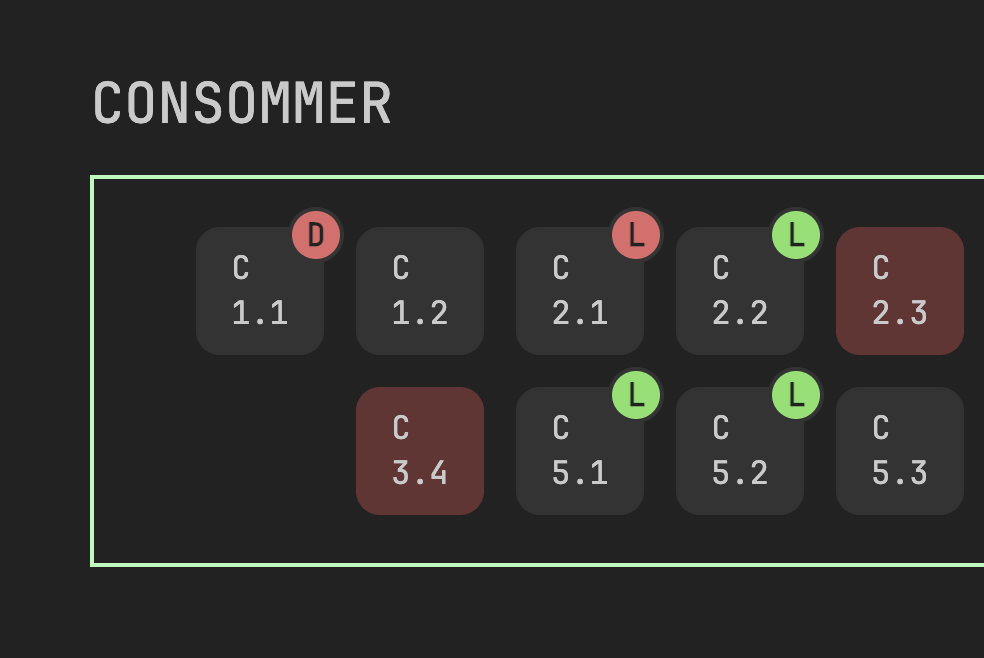 CONSOMMER
D L L
C C C C C
1.1 1.2 2.1 2.2 2.3
L L
C C C C
3.4 5.1 5.2 5.3